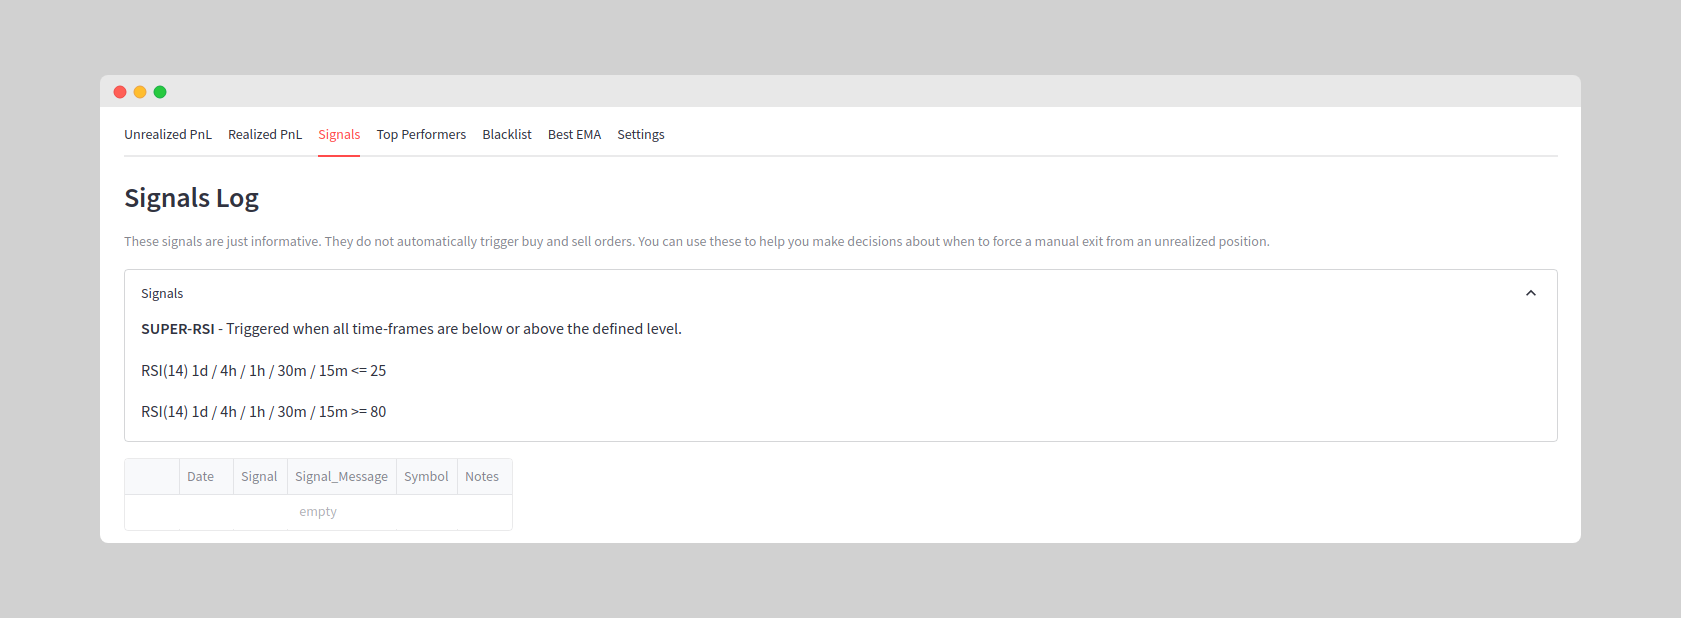 Unrealized PnL Realized PnL Signals Top Performers Blacklist Best EMA Settings
Signals Log
These signals are just informative. They do not automatically trigger buy and sell orders. You can use these to help you make decisions about when to force a manual exit from an unrealized position.
Signals
SUPER-RSI - Triggered when all time-frames are below or above the defined level.
RSI(14) 1d / 4h / 1h / 30m / 15m <= 25
RSI(14) 1d / 4h / 1h / 30m / 15m >= 80
Date Signal Signal_Message Symbol Notes
empty